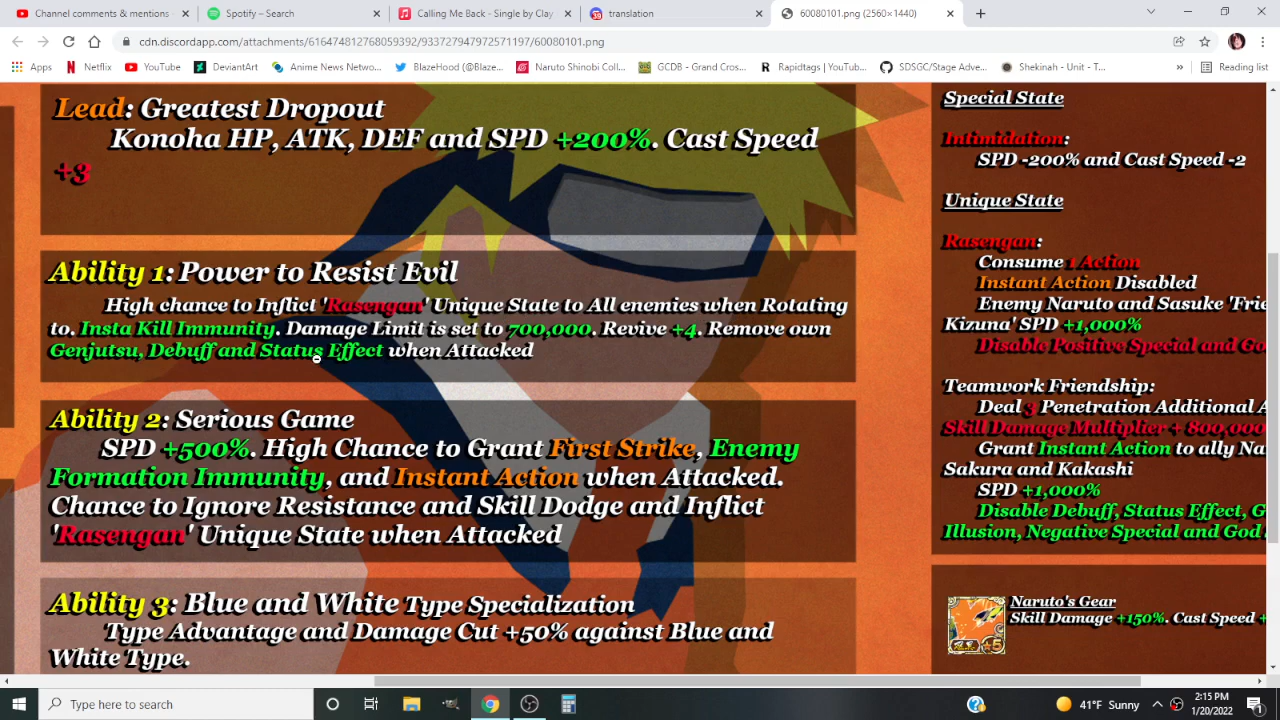 Channel comments & mentions
Spotify – Search
Calling Me Back - Single by Clay
translation
60080101.png (2560×1440)
cdn.discordapp.com/attachments/616474812768059392/933727947972571197/60080101.png
Apps
Netflix
YouTube
DeviantArt
Anime News Netwo...
BlazeHood (@Blaze...
Naruto Shinobi Coll...
GCDB - Grand Cros...
Rapidtags | YouTub...
SDSGC/Stage Adve...
Shekinah - Unit - T...
»
Reading list
Lead: Greatest Dropout
Konoha HP, ATK, DEF and SPD +200%. Cast Speed
+3
Ability 1: Power to Resist Evil
High chance to Inflict 'Rasengan' Unique State to All enemies when Rotating
to. Insta Kill Immunity. Damage Limit is set to 700,000. Revive +4. Remove own
Genjutsu, Debuff and Status Effect when Attacked
Ability 2: Serious Game
SPD +500%. High Chance to Grant First Strike, Enemy
Formation Immunity, and Instant Action when Attacked.
Chance to Ignore Resistance and Skill Dodge and Inflict
'Rasengan' Unique State when Attacked
Ability 3: Blue and White Type Specialization
Type Advantage and Damage Cut +50% against Blue and
White Type.
Special State
Intimidation:
SPD -200% and Cast Speed -2
Unique State
Rasengan:
Consume 1 Action
Instant Action Disabled
Enemy Naruto and Sasuke 'Frie
Kizuna' SPD +1,000%
Disable Positive Special and Go
Teamwork Friendship:
Deal 3 Penetration Additional A
Skill Damage Multiplier + 800,000
Grant Instant Action to ally Na
Sakura and Kakashi
SPD +1,000%
Disable Debuff, Status Effect, G
Illusion, Negative Special and God
Naruto's Gear
Skill Damage +150%. Cast Speed +
Type here to search
41°F Sunny
2:15 PM
1/20/2022